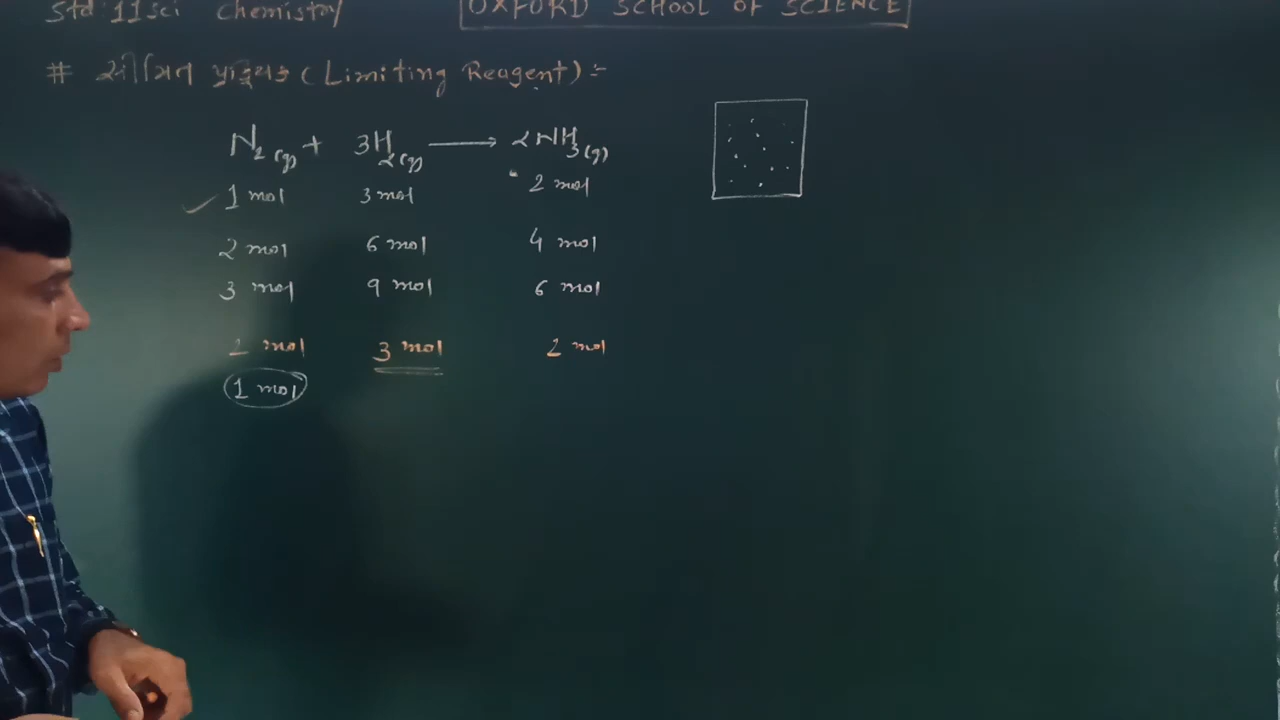 Std: 11 sci Chemistry
OXFORD SCHOOL OF SCIENCE
# સીમિત પ્રક્રિયક (Limiting Reagent) :-
N2 (g) + 3H2 (g) ⟶ 2NH3 (g)
✓ 1 mol 3 mol 2 mol
2 mol 6 mol 4 mol
3 mol 9 mol 6 mol
2 mol 3 mol 2 mol
1 mol